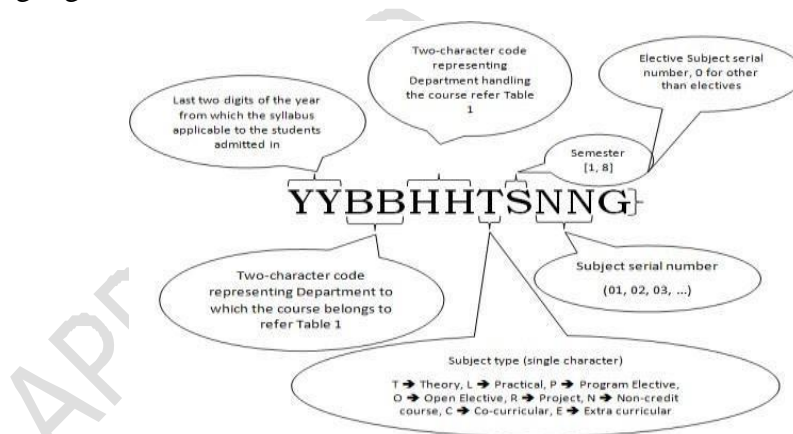 Two-character code
representing
Department handling
the course refer Table
1
Elective Subject serial
number, 0 for other
than electives
Last two digits of the year
from which the syllabus
applicable to the students
admitted in
Semester
[1, 8]
YYBBHHTSNNG
Two-character code
representing Department to
which the course belongs to
refer Table 1
Subject serial number
(01, 02, 03, ...)
Subject type (single character)
T ➔ Theory, L ➔ Practical, P ➔ Program Elective,
O ➔ Open Elective, R ➔ Project, N ➔ Non-credit
course, C ➔ Co-curricular, E ➔ Extra curricular